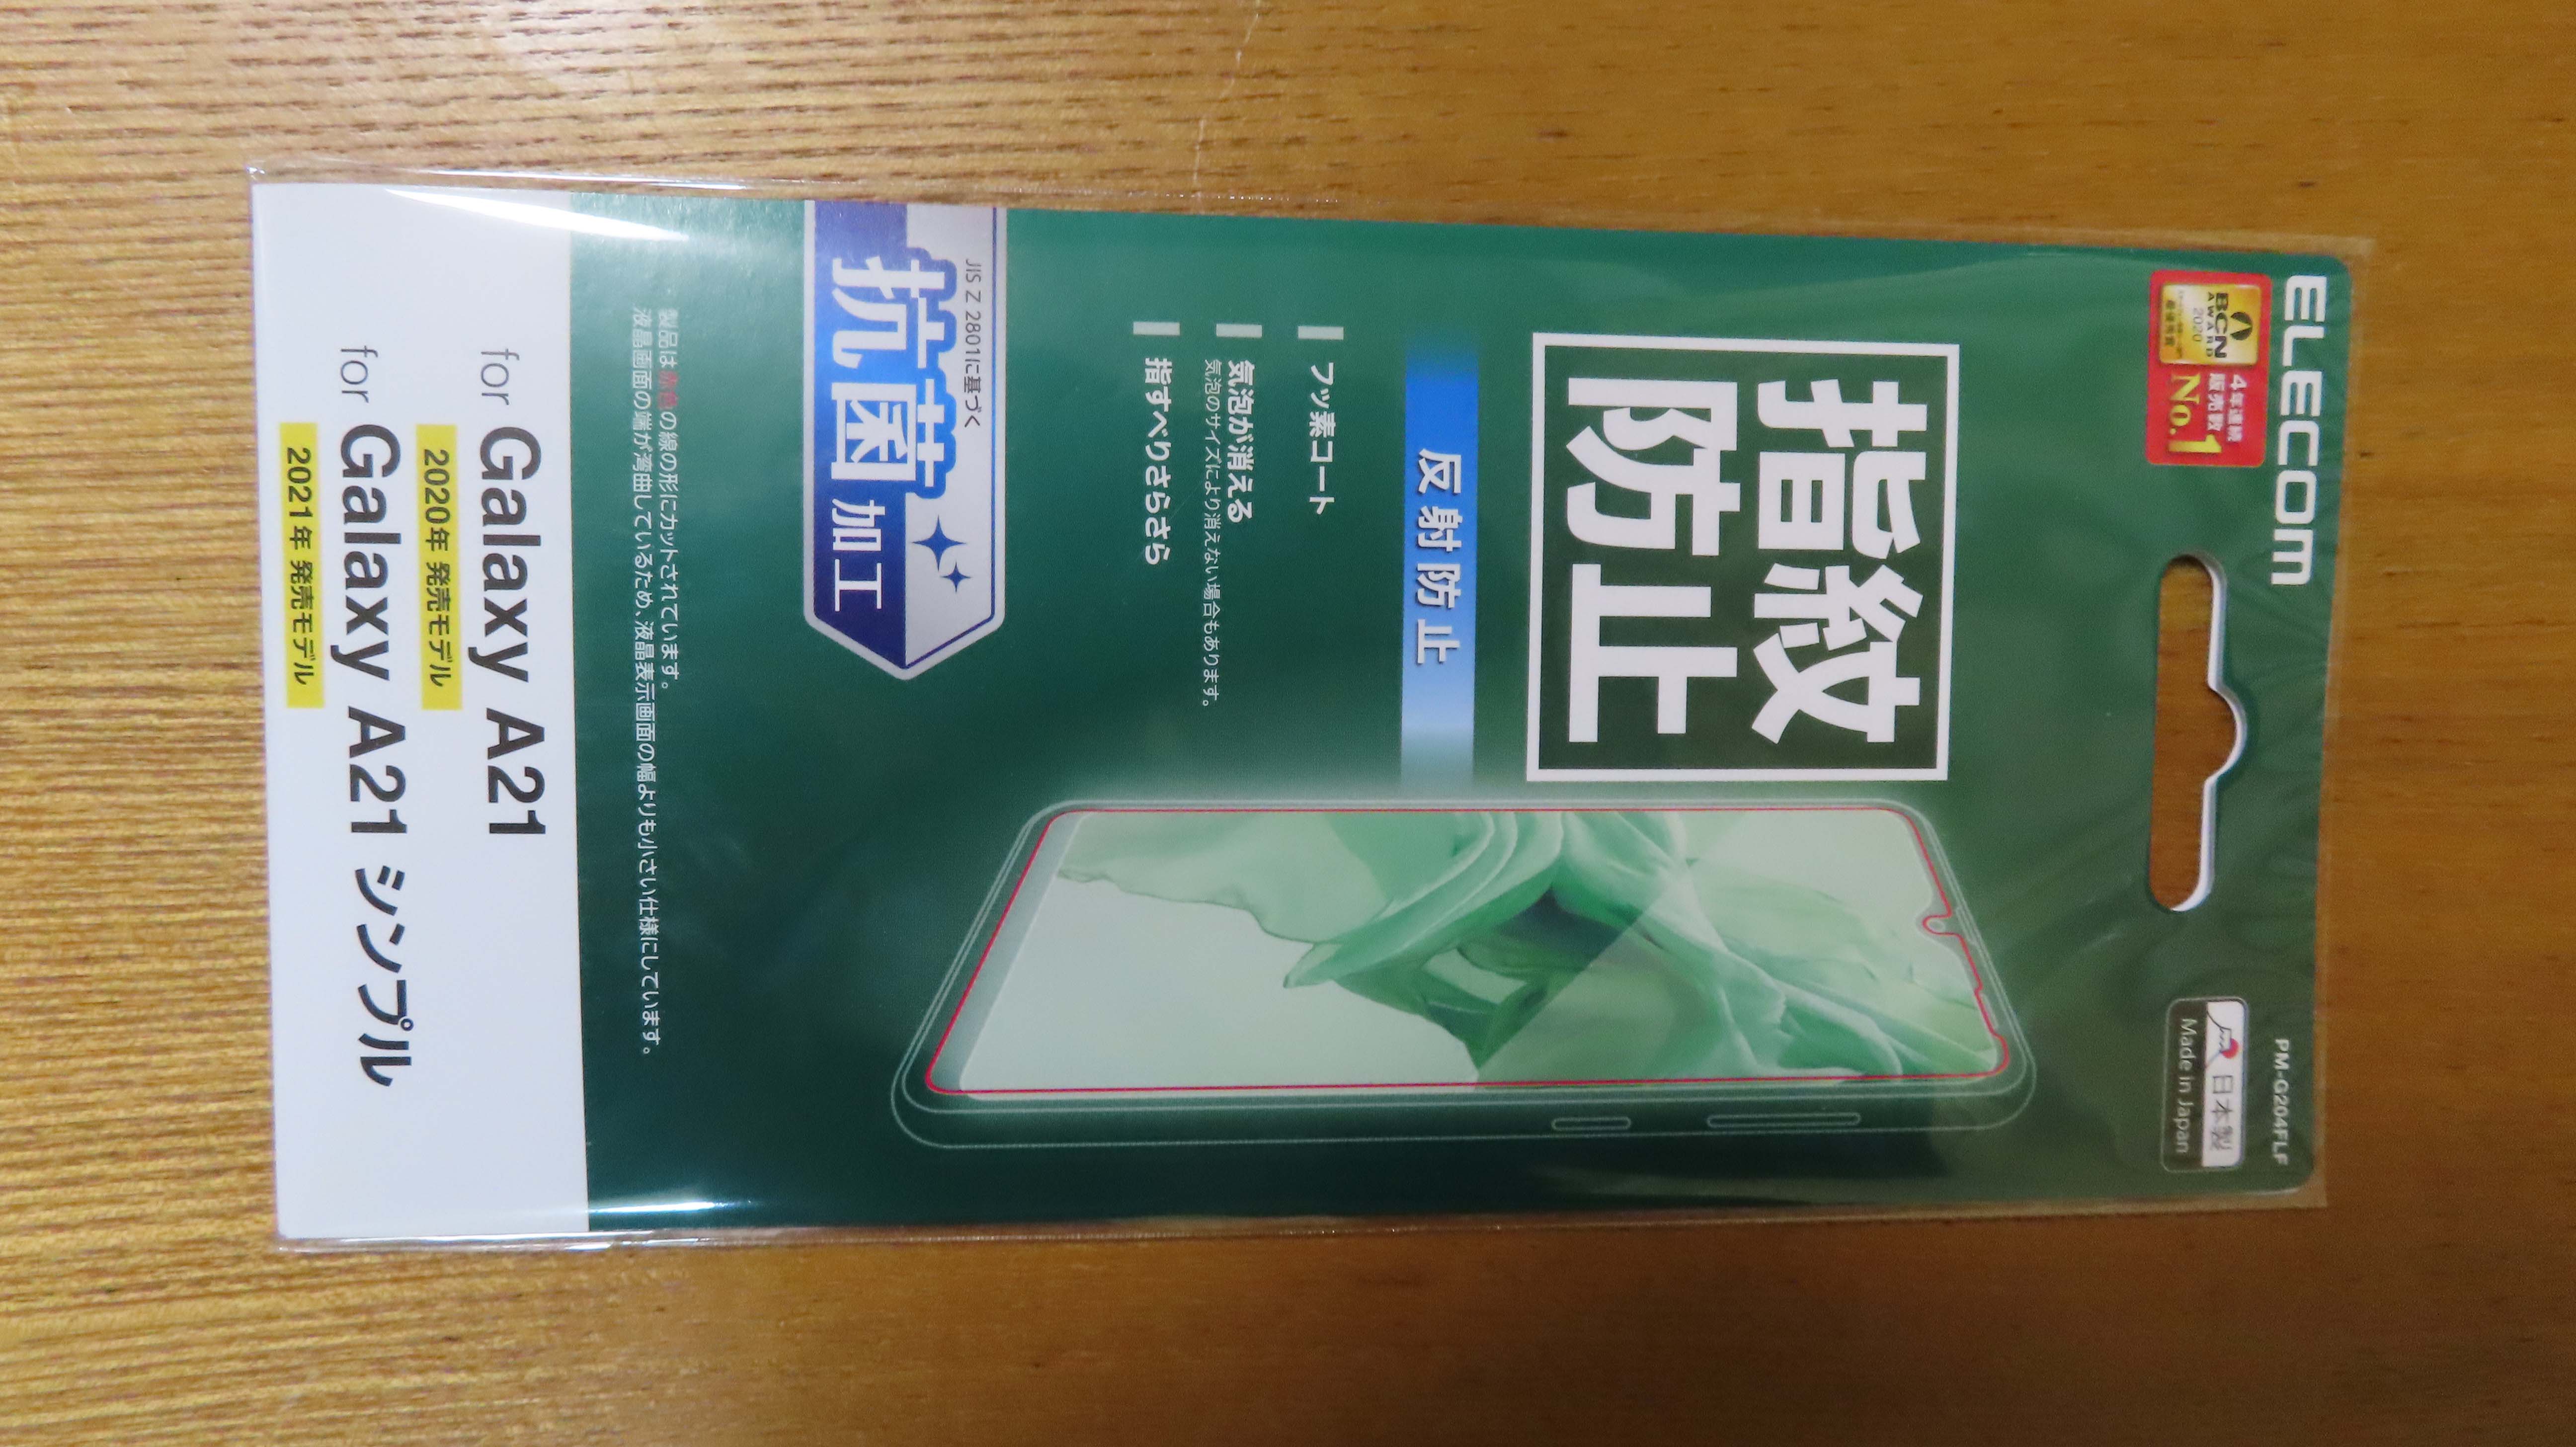 ELECOM
PM-G204FLF
BCN
AWARD
2020
最優秀賞
4年連続
販売数
No.1
日本製
Made in Japan
指紋
防止
反射防止
フッ素コート
気泡が消える
気泡のサイズにより消えない場合もあります。
指すべりさらさら
JIS Z 2801に基づく
抗菌加工
製品は赤色の線の形にカットされています。
液晶画面の端が湾曲しているため、液晶表示画面の幅よりも小さい仕様にしています。
for Galaxy A21
2020年 発売モデル
for Galaxy A21 シンプル
2021年 発売モデル